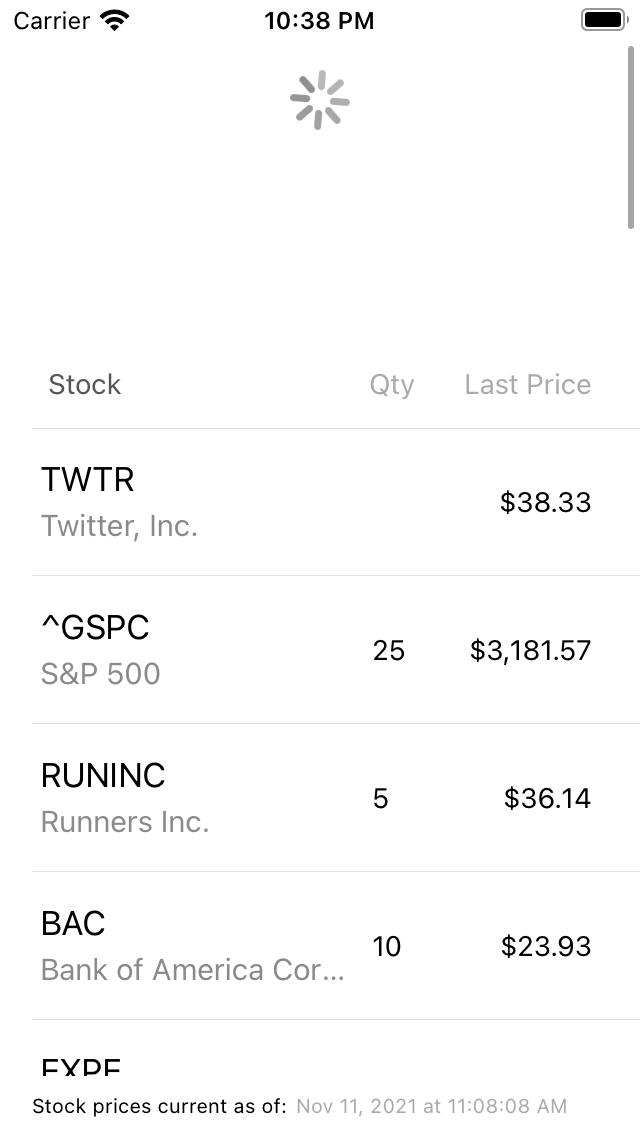 Carrier 10:38 PM
Stock Qty Last Price
TWTR
Twitter, Inc.
$38.33
^GSPC
S&P 500
25 $3,181.57
RUNINC
Runners Inc.
5 $36.14
BAC
Bank of America Cor...
10 $23.93
EXPE
Stock prices current as of: Nov 11, 2021 at 11:08:08 AM